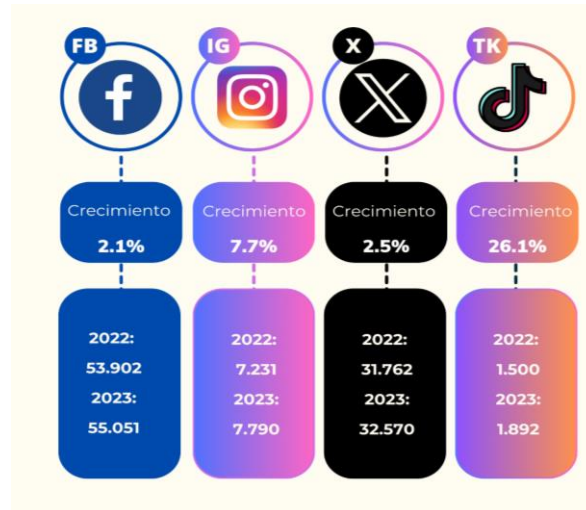 FB
IG
X
TK
Crecimiento
2.1%
Crecimiento
7.7%
Crecimiento
2.5%
Crecimiento
26.1%
2022:
53.902
2023:
55.051
2022:
7.231
2023:
7.790
2022:
31.762
2023:
32.570
2022:
1.500
2023:
1.892